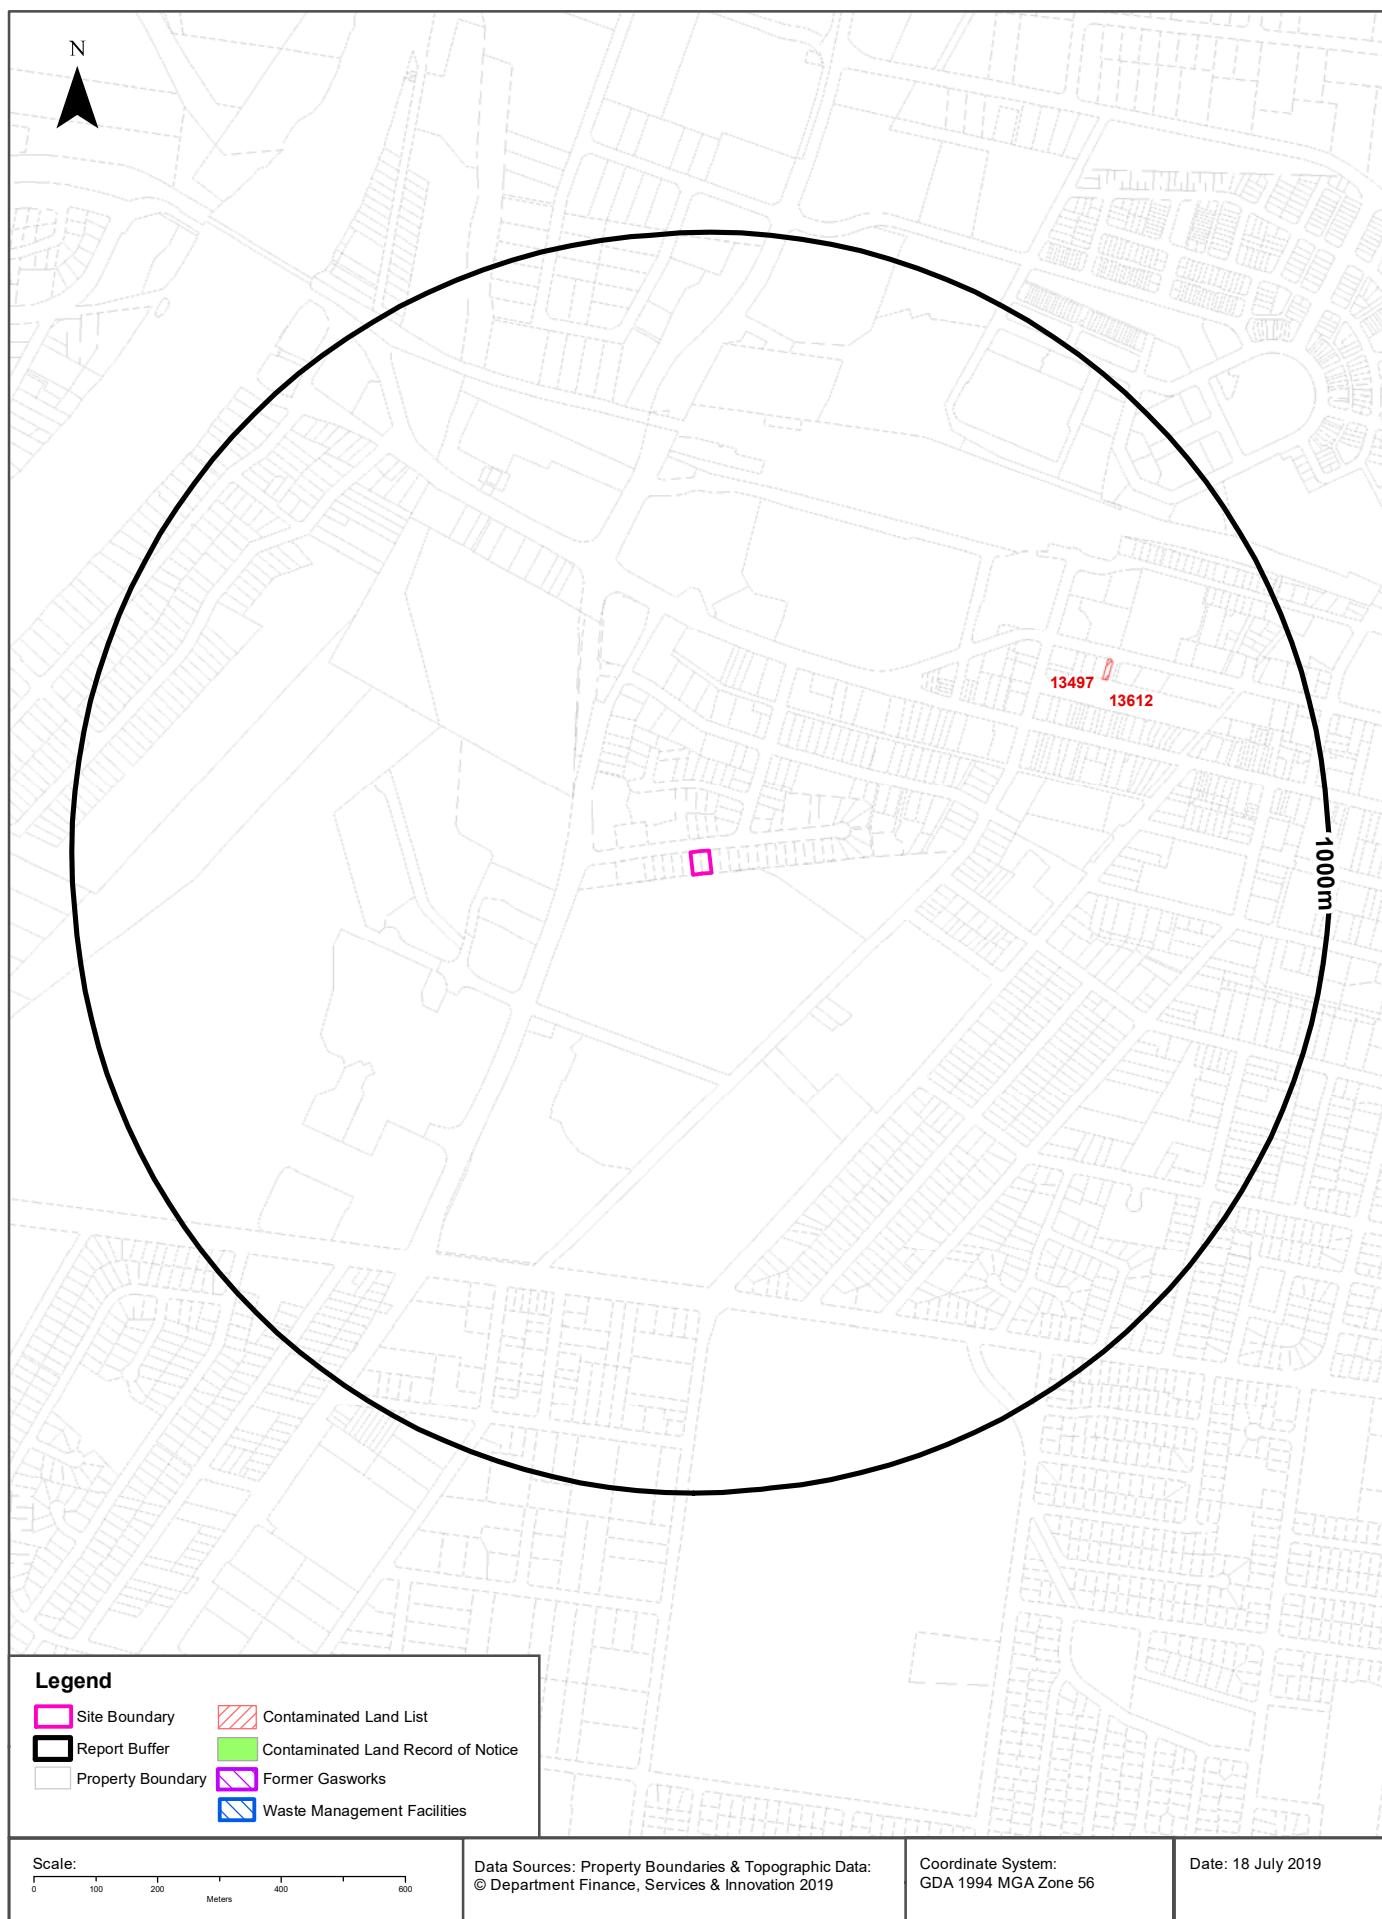 N
13497
13612
1000m
Legend
Site Boundary
Contaminated Land List
Report Buffer
Contaminated Land Record of Notice
Property Boundary
Former Gasworks
Waste Management Facilities
Scale:
0 100 200 400 600
Meters
Data Sources: Property Boundaries & Topographic Data:
© Department Finance, Services & Innovation 2019
Coordinate System:
GDA 1994 MGA Zone 56
Date: 18 July 2019